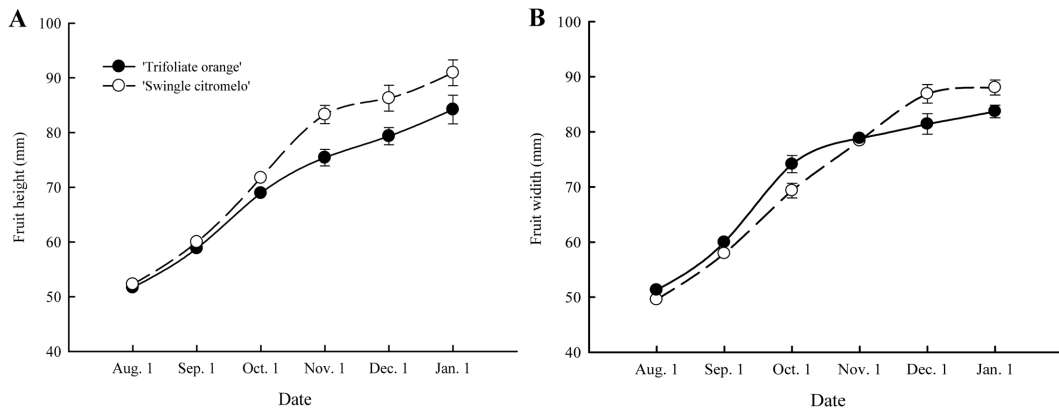 A
100
90
80
70
60
50
40
Fruit height (mm)
'Trifoliate orange'
'Swingle citromelo'
Aug. 1 Sep. 1 Oct. 1 Nov. 1 Dec. 1 Jan. 1
Date
B
100
90
80
70
60
50
40
Fruit widith (mm)
Aug. 1 Sep. 1 Oct. 1 Nov. 1 Dec. 1 Jan. 1
Date